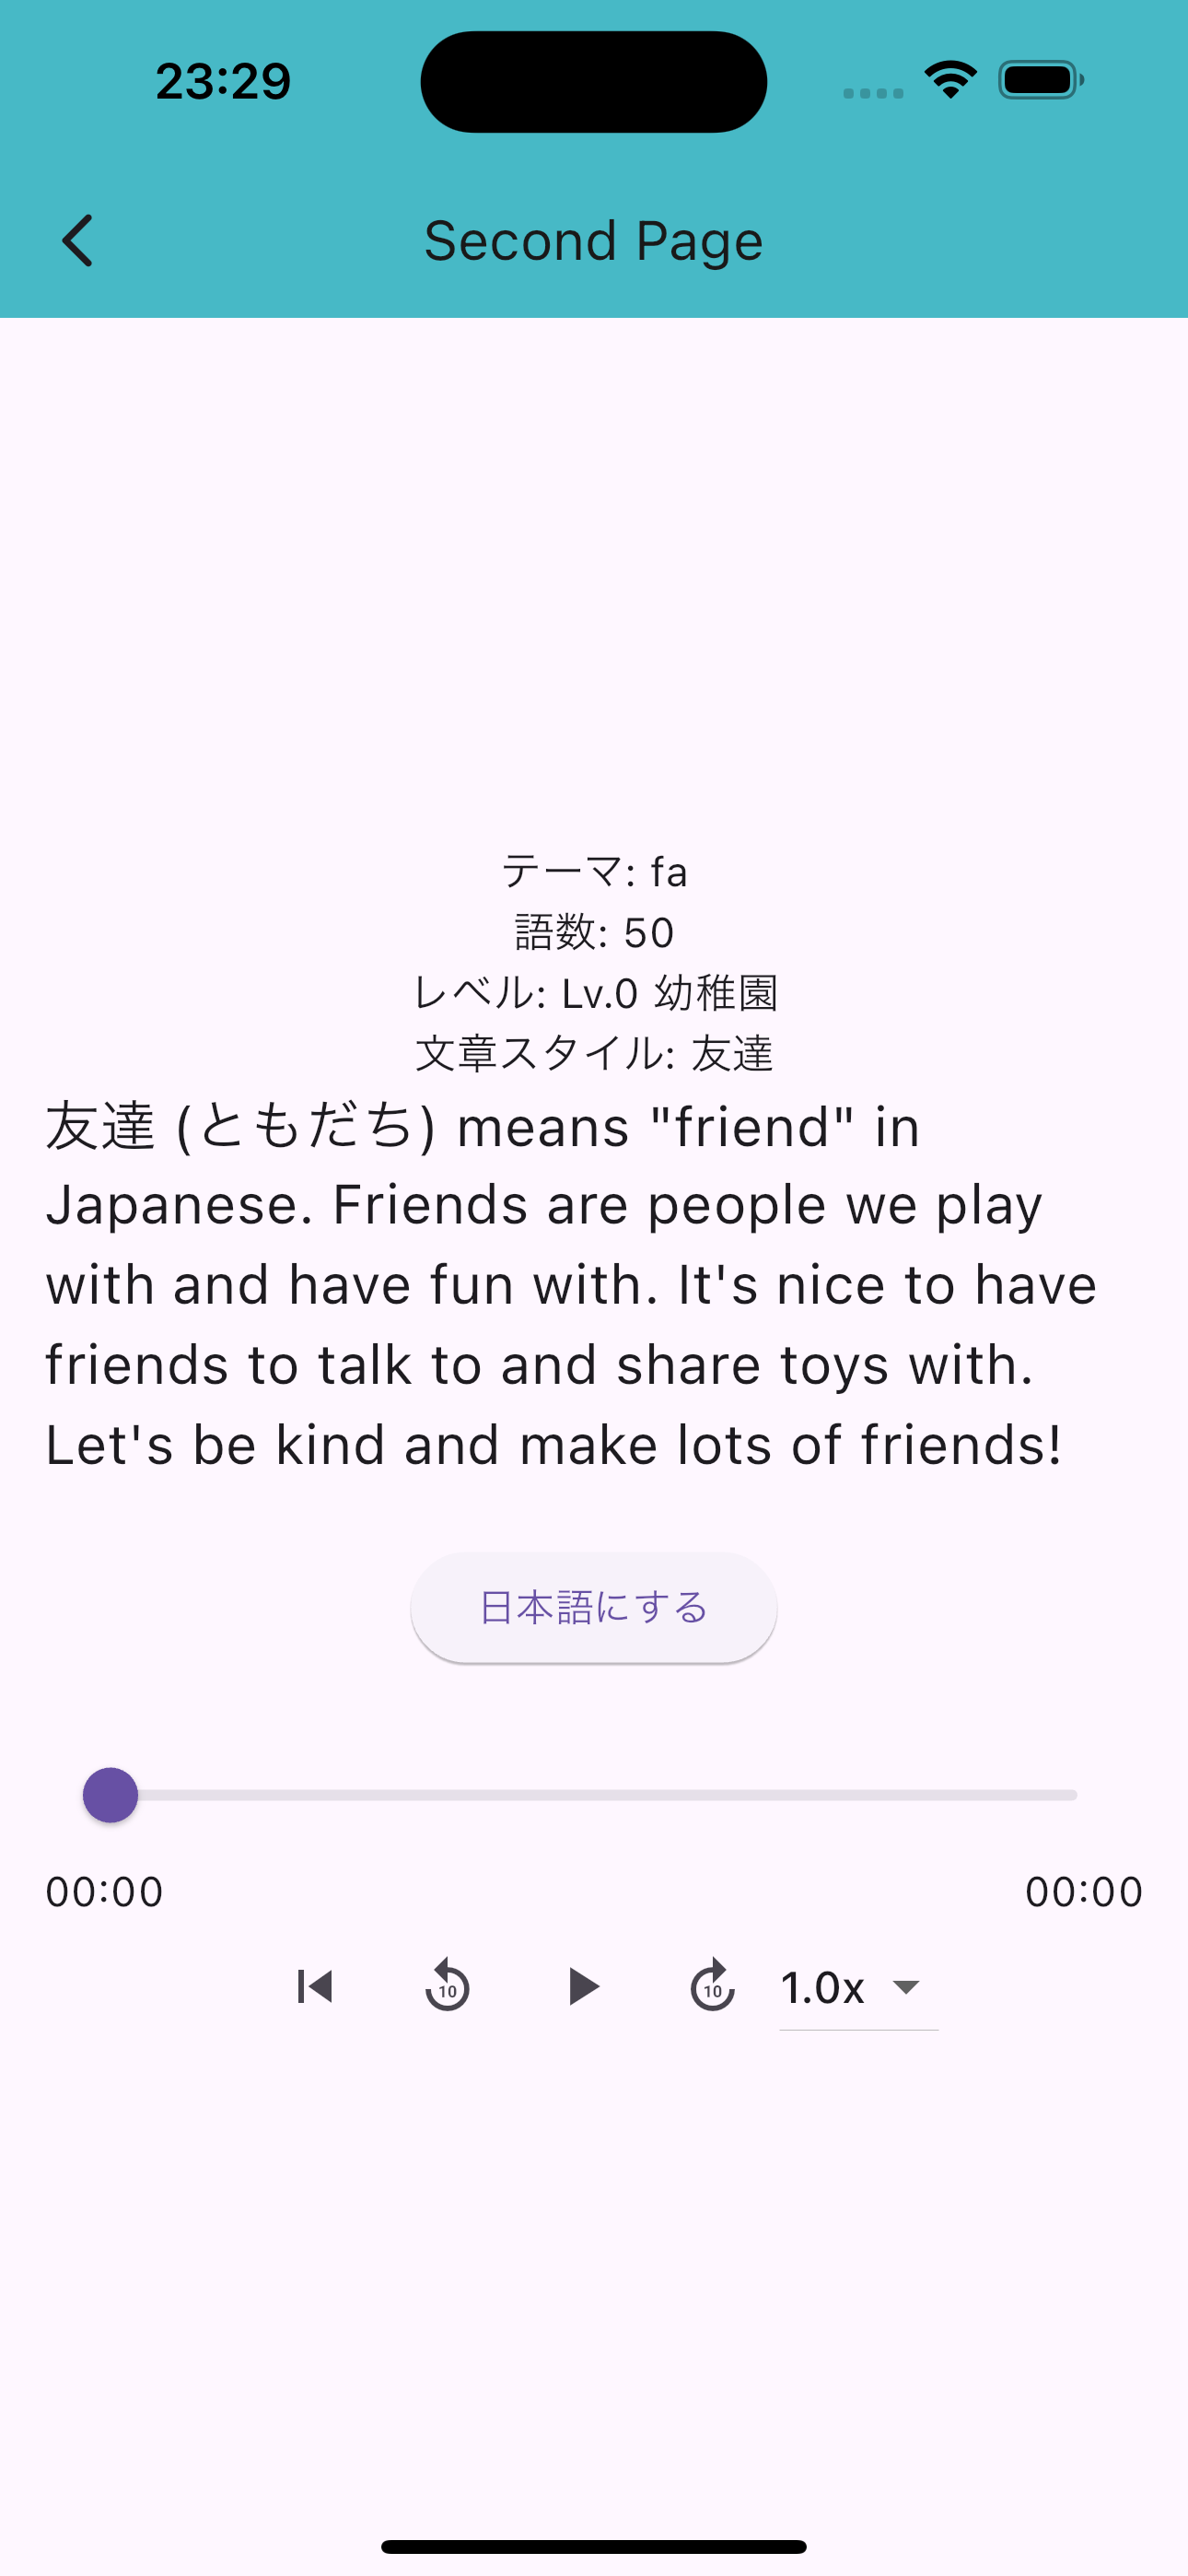 23:29
Second Page
テーマ: fa
語数: 50
レベル: Lv.0 幼稚園
文章スタイル: 友達
友達 (ともだち) means "friend" in
Japanese. Friends are people we play
with and have fun with. It's nice to have
friends to talk to and share toys with.
Let's be kind and make lots of friends!
日本語にする
00:00 00:00
10 10 1.0x